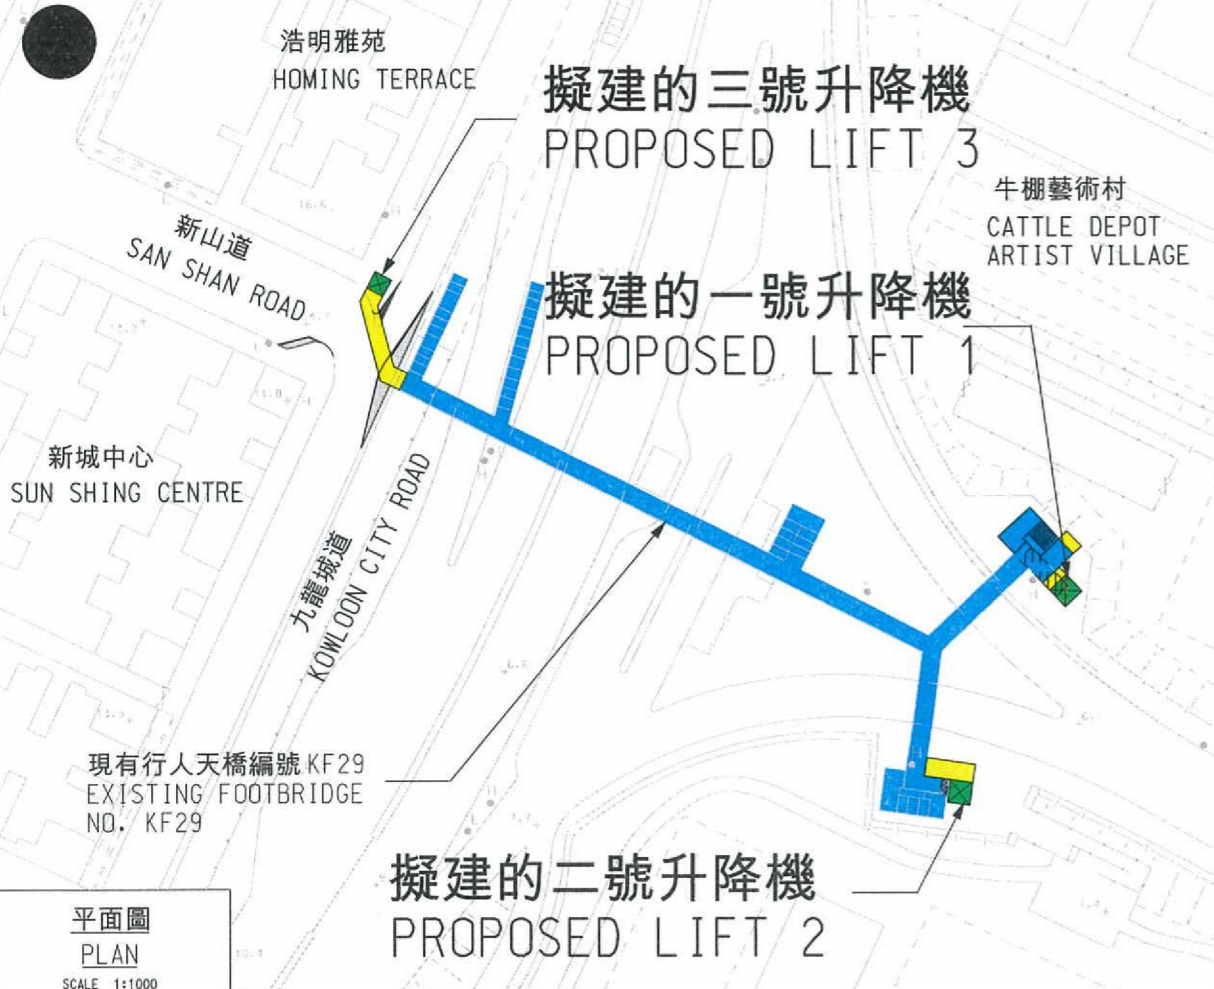 浩明雅苑
HOMING TERRACE
擬建的三號升降機
PROPOSED LIFT 3
牛棚藝術村
CATTLE DEPOT
ARTIST VILLAGE
新山道
SAN SHAN ROAD
擬建的一號升降機
PROPOSED LIFT 1
新城中心
SUN SHING CENTRE
九龍城道
KOWLOON CITY ROAD
現有行人天橋編號 KF29
EXISTING FOOTBRIDGE
NO. KF29
擬建的二號升降機
PROPOSED LIFT 2
平面圖
PLAN
SCALE 1:1000